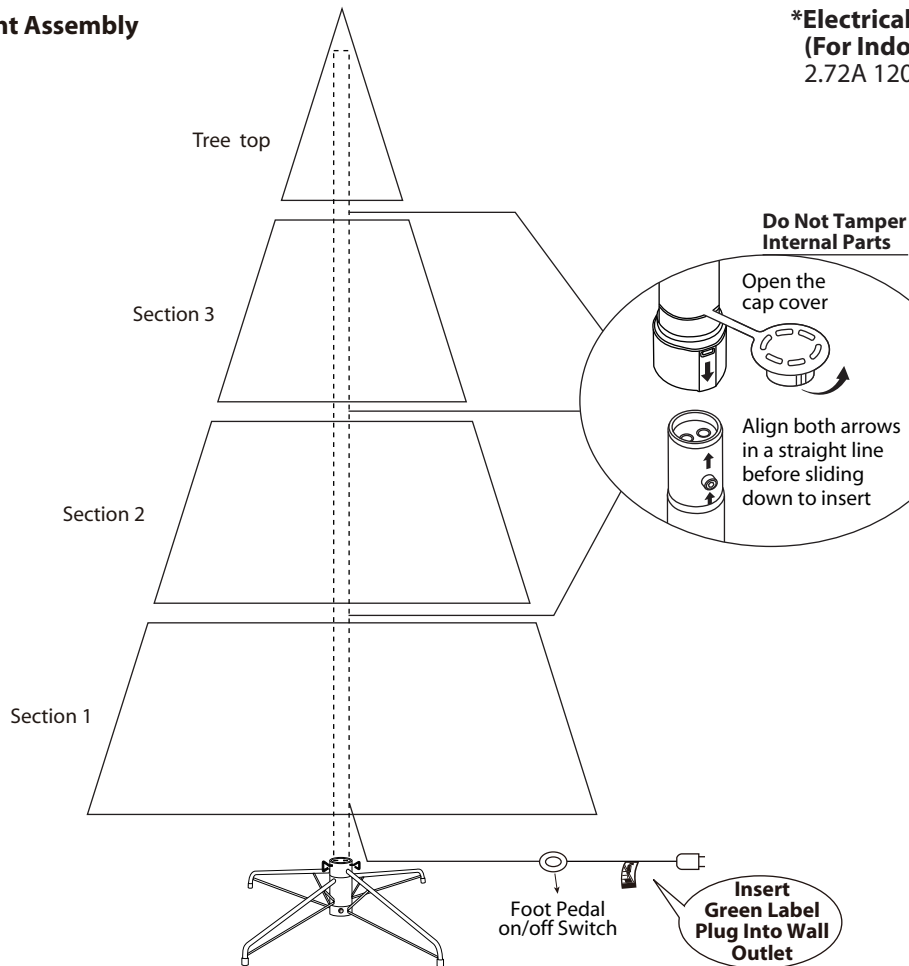 nt Assembly
*Electrical
(For Indo
2.72A 120
Tree top
Do Not Tamper
Internal Parts
Open the
cap cover
Section 3
Align both arrows
in a straight line
before sliding
down to insert
Section 2
Section 1
Foot Pedal
on/off Switch
Insert
Green Label
Plug Into Wall
Outlet